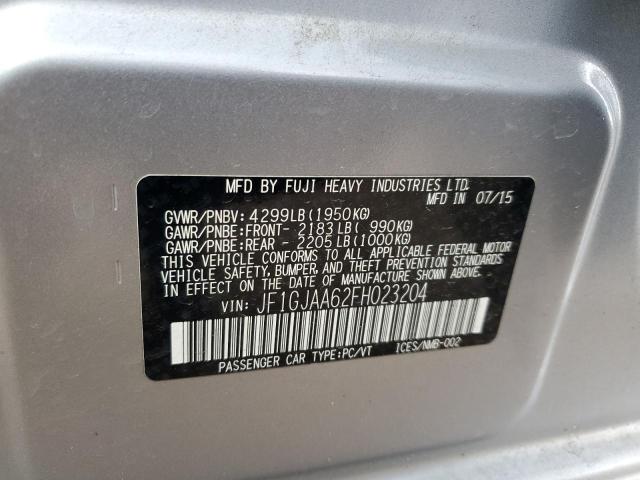 MFD BY FUJI HEAVY INDUSTRIES LTD.
MFD IN 07/15
GVWR/PNBV: 4299LB(1950KG)
GAWR/PNBE:FRONT- 2183LB( 990KG)
GAWR/PNBE:REAR - 2205LB(1000KG)
THIS VEHICLE CONFORMS TO ALL APPLICABLE FEDERAL MOTOR
VEHICLE SAFETY, BUMPER, AND THEFT PREVENTION STANDARDS
IN EFFECT ON THE DATE OF MANUFACTURE SHOWN ABOVE.
VIN: JF1GJAA62FH023204
PASSENGER CAR TYPE:PC/VT ICES/NMB-002